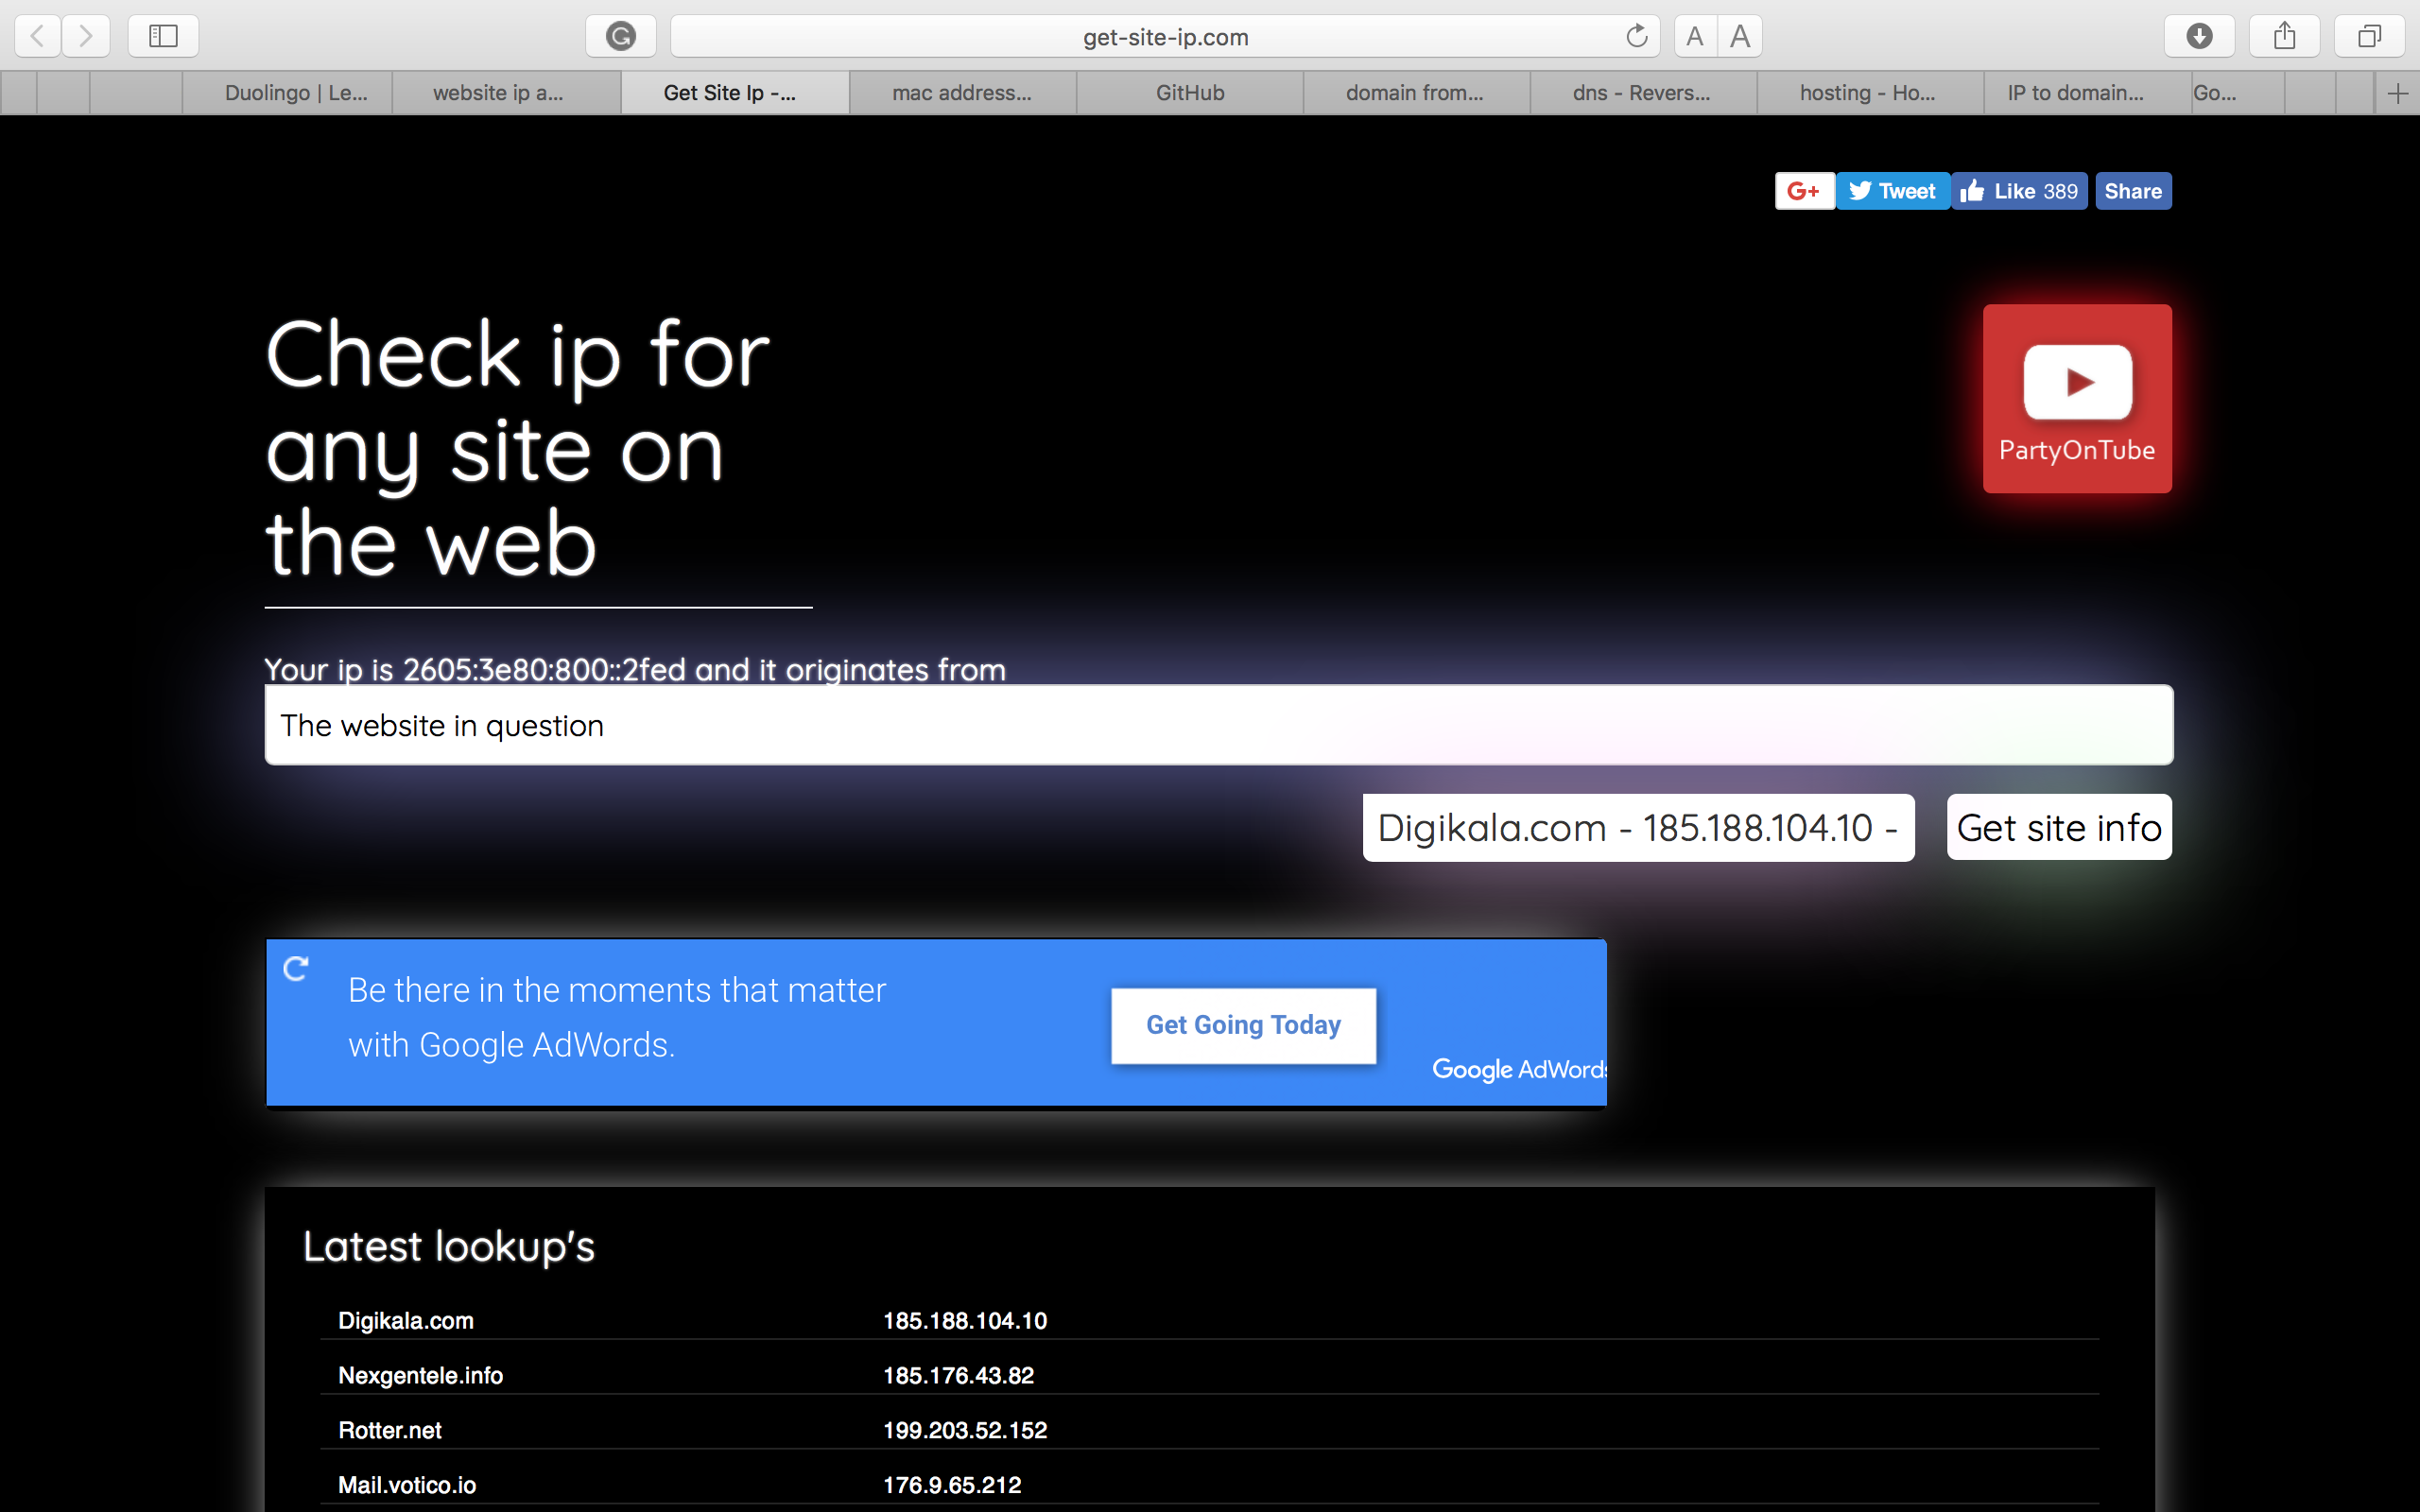 get-site-ip.com
A A
Duolingo | Le...
website ip a...
Get Site Ip -...
mac address...
GitHub
domain from...
dns - Revers...
hosting - Ho...
IP to domain...
Go...
G+
Tweet
Like 389
Share
Check ip for
any site on
the web
PartyOnTube
Your ip is 2605:3e80:800::2fed and it originates from
The website in question
Digikala.com - 185.188.104.10 -
Get site info
Be there in the moments that matter
with Google AdWords.
Get Going Today
Google AdWords
Latest lookup's
Digikala.com 185.188.104.10
Nexgentele.info 185.176.43.82
Rotter.net 199.203.52.152
Mail.votico.io 176.9.65.212